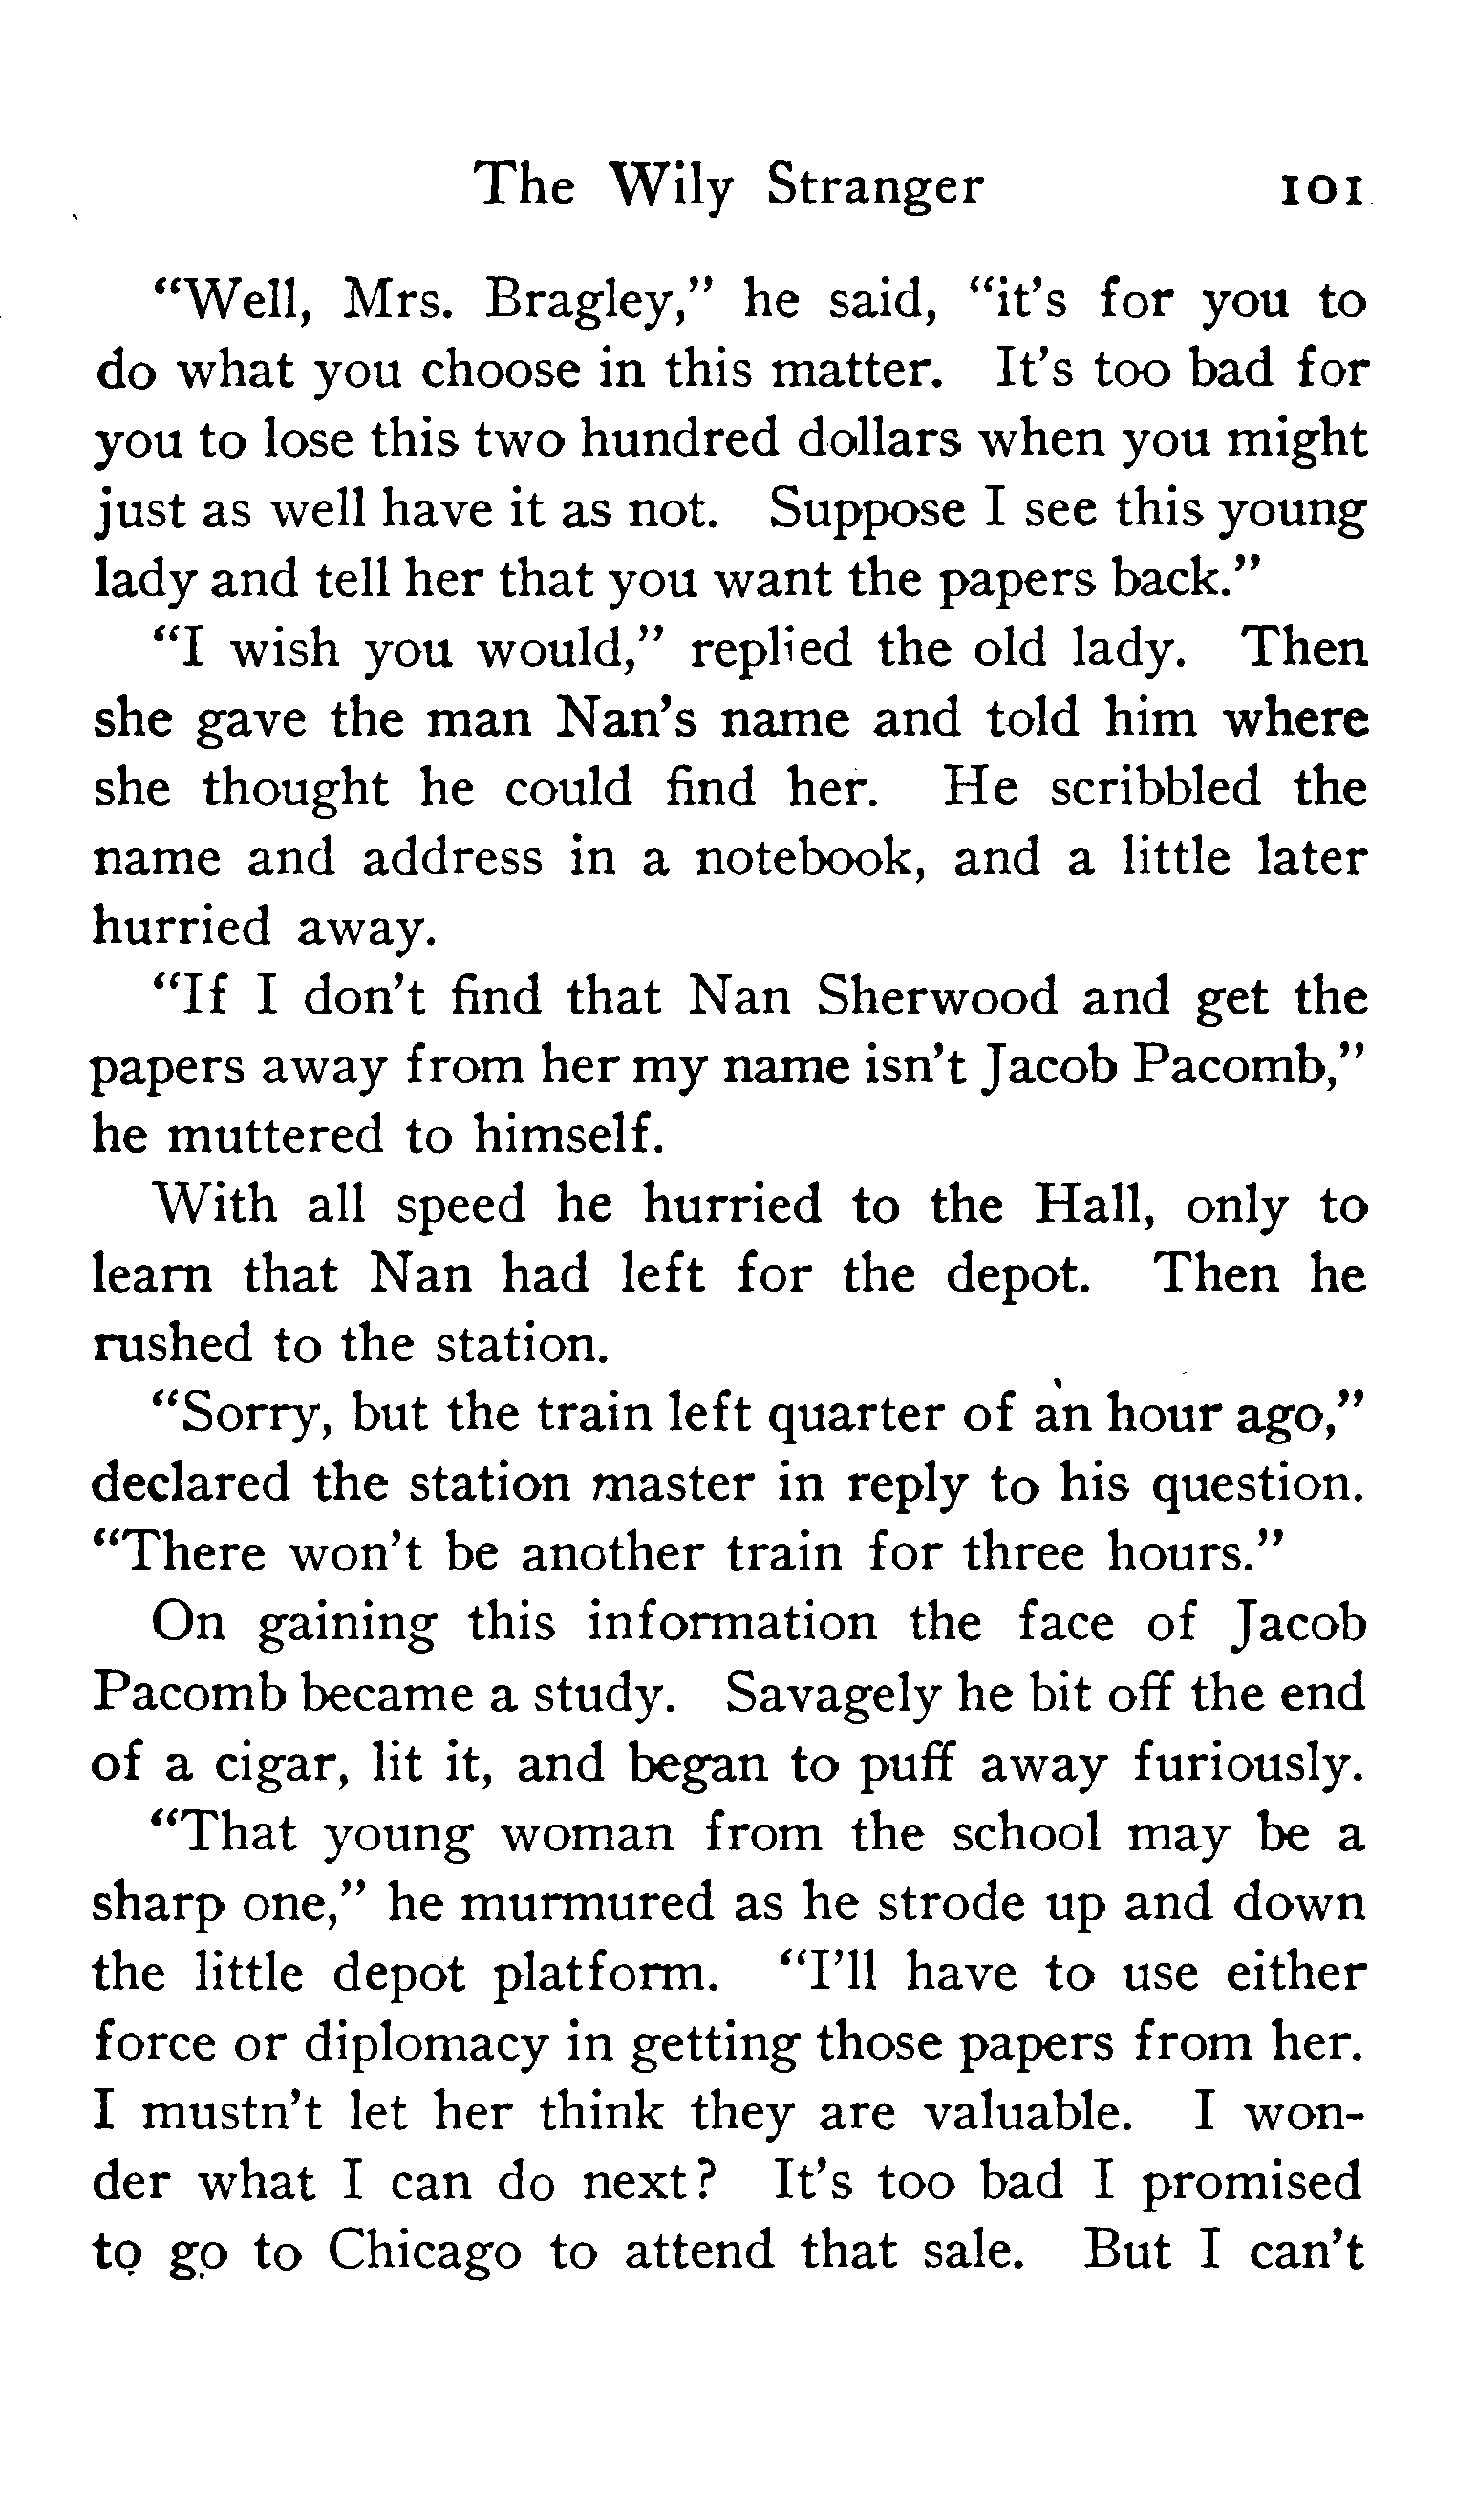 The Wily Stranger 101
“Well, Mrs. Bragley,” he said, “it's for you to
do what you choose in this matter. It's too bad for
you to lose this two hundred dollars when you might
just as well have it as not. Suppose I see this young
lady and tell her that you want the papers back.”
“I wish you would,” replied the old lady. Then
she gave the man Nan's name and told him where
she thought he could find her. He scribbled the
name and address in a notebook, and a little later
hurried away.
“If I don't find that Nan Sherwood and get the
papers away from her my name isn't Jacob Pacomb,”
he muttered to himself.
With all speed he hurried to the Hall, only to
learn that Nan had left for the depot. Then he
rushed to the station.
“Sorry, but the train left quarter of an hour ago,”
declared the station master in reply to his question.
“There won't be another train for three hours.”
On gaining this information the face of Jacob
Pacomb became a study. Savagely he bit off the end
of a cigar, lit it, and began to puff away furiously.
“That young woman from the school may be a
sharp one,” he murmured as he strode up and down
the little depot platform. “I'll have to use either
force or diplomacy in getting those papers from her.
I mustn't let her think they are valuable. I won-
der what I can do next? It's too bad I promised
to go to Chicago to attend that sale. But I can't